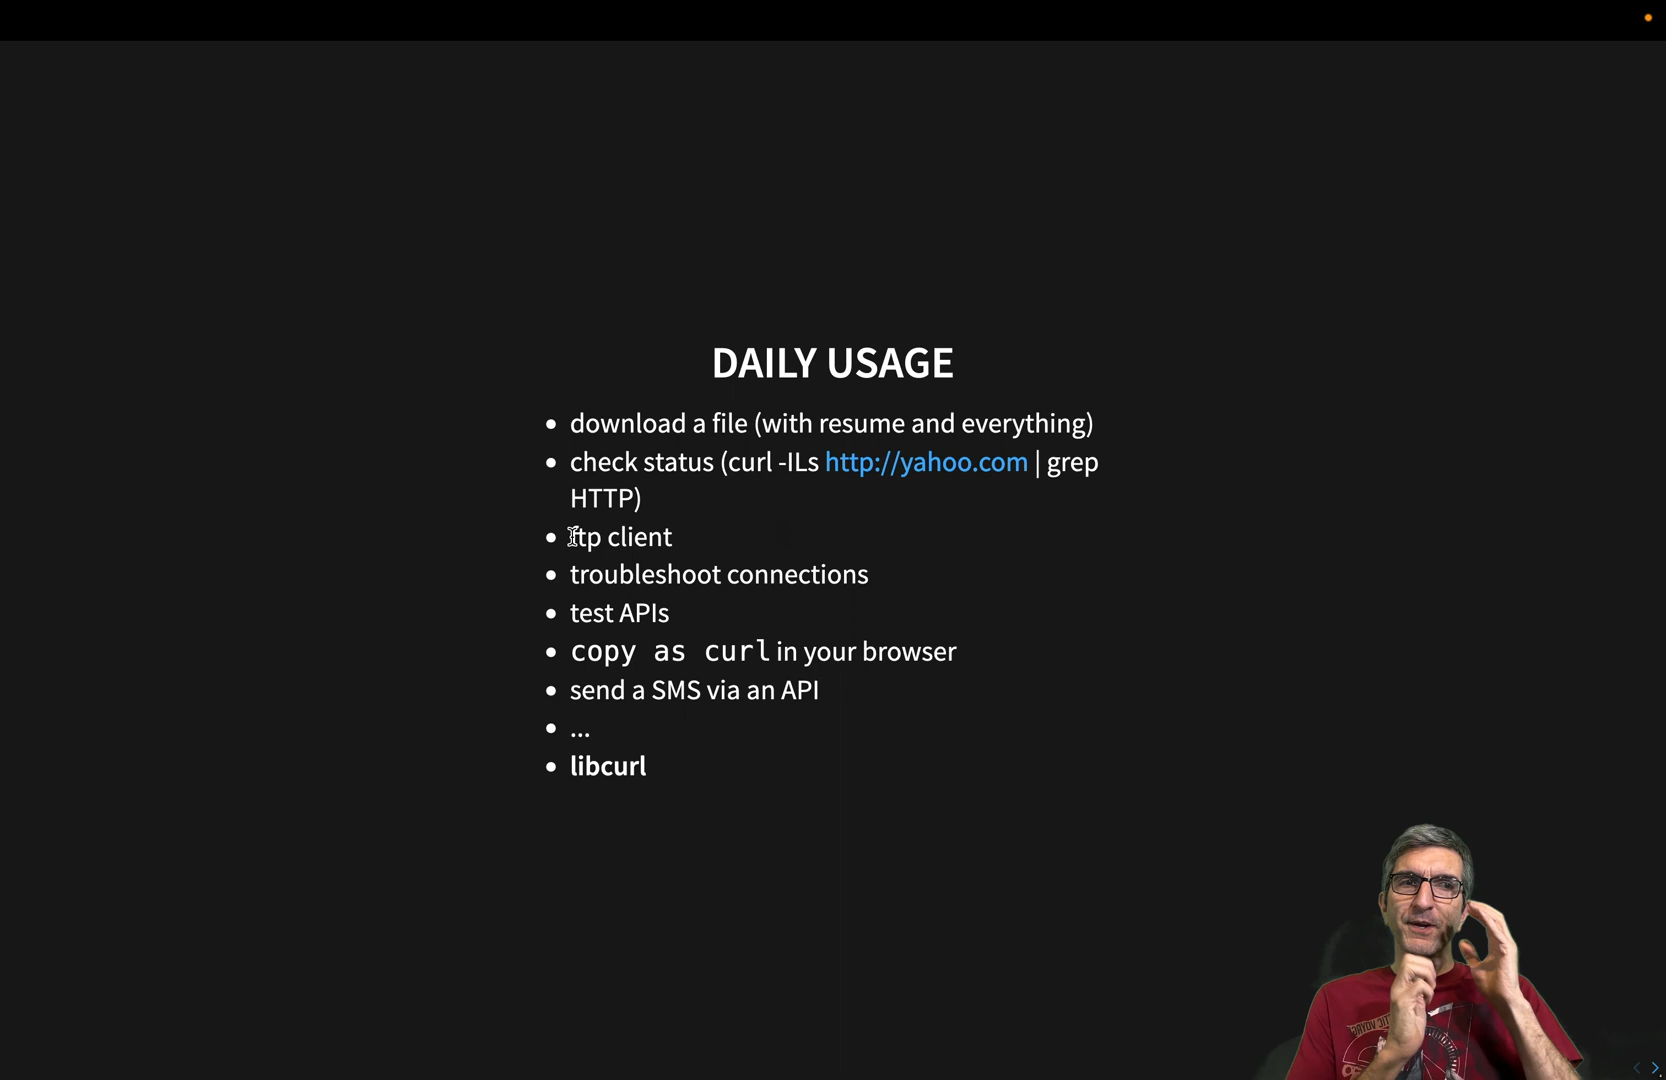 DAILY USAGE
• download a file (with resume and everything)
• check status (curl -ILs http://yahoo.com | grep
HTTP)
• ftp client
• troubleshoot connections
• test APIs
• copy as curl in your browser
• send a SMS via an API
• ...
• libcurl